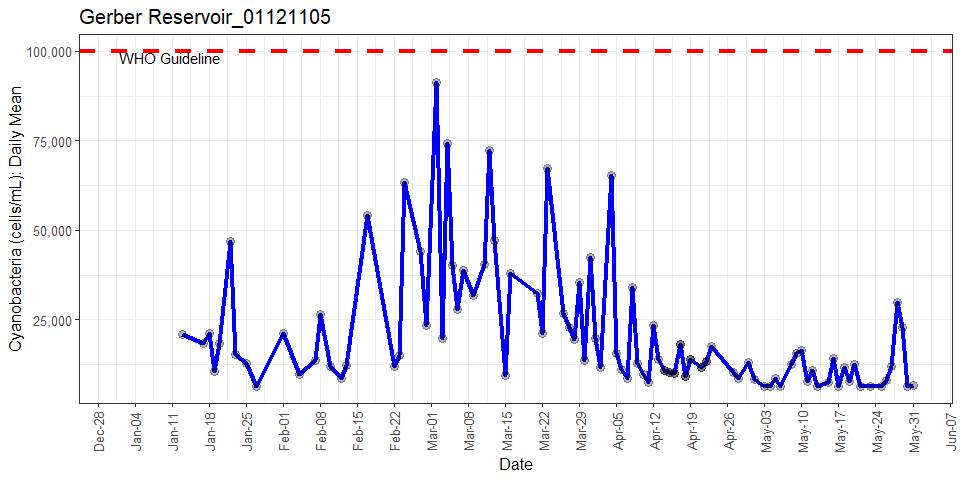 Gerber Reservoir_01121105
100,000
WHO Guideline
75,000
50,000
25,000
Cyanobacteria (cells/mL): Daily Mean
Dec-28
Jan-04
Jan-11
Jan-18
Jan-25
Feb-01
Feb-08
Feb-15
Feb-22
Mar-01
Mar-08
Mar-15
Mar-22
Mar-29
Apr-05
Apr-12
Apr-19
Apr-26
May-03
May-10
May-17
May-24
May-31
Jun-07
Date